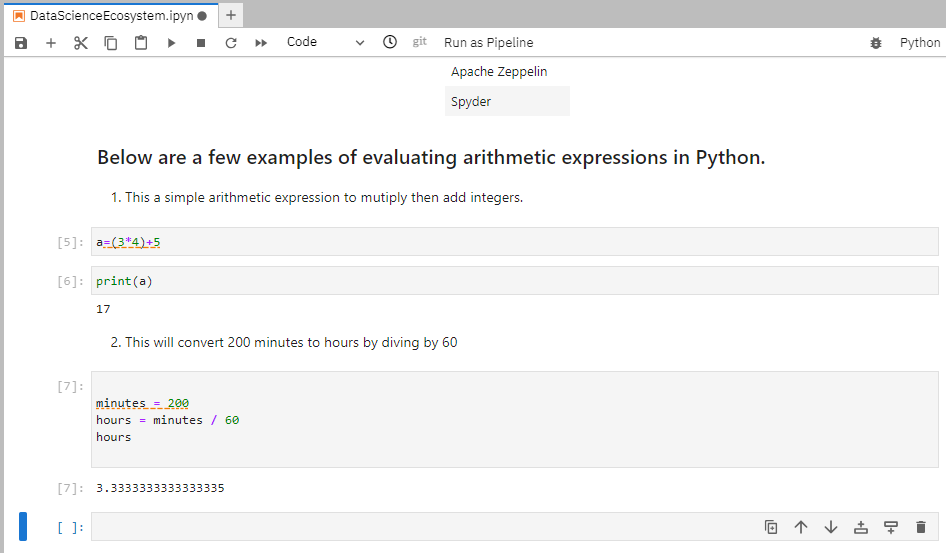 DataScienceEcosystem.ipyn
Code git Run as Pipeline Python
Apache Zeppelin
Spyder
Below are a few examples of evaluating arithmetic expressions in Python.
1. This a simple arithmetic expression to mutiply then add integers.
[5]: a=(3*4)+5
[6]: print(a)
17
2. This will convert 200 minutes to hours by diving by 60
[7]:
minutes = 200
hours = minutes / 60
hours
[7]: 3.3333333333333335
[ ]: